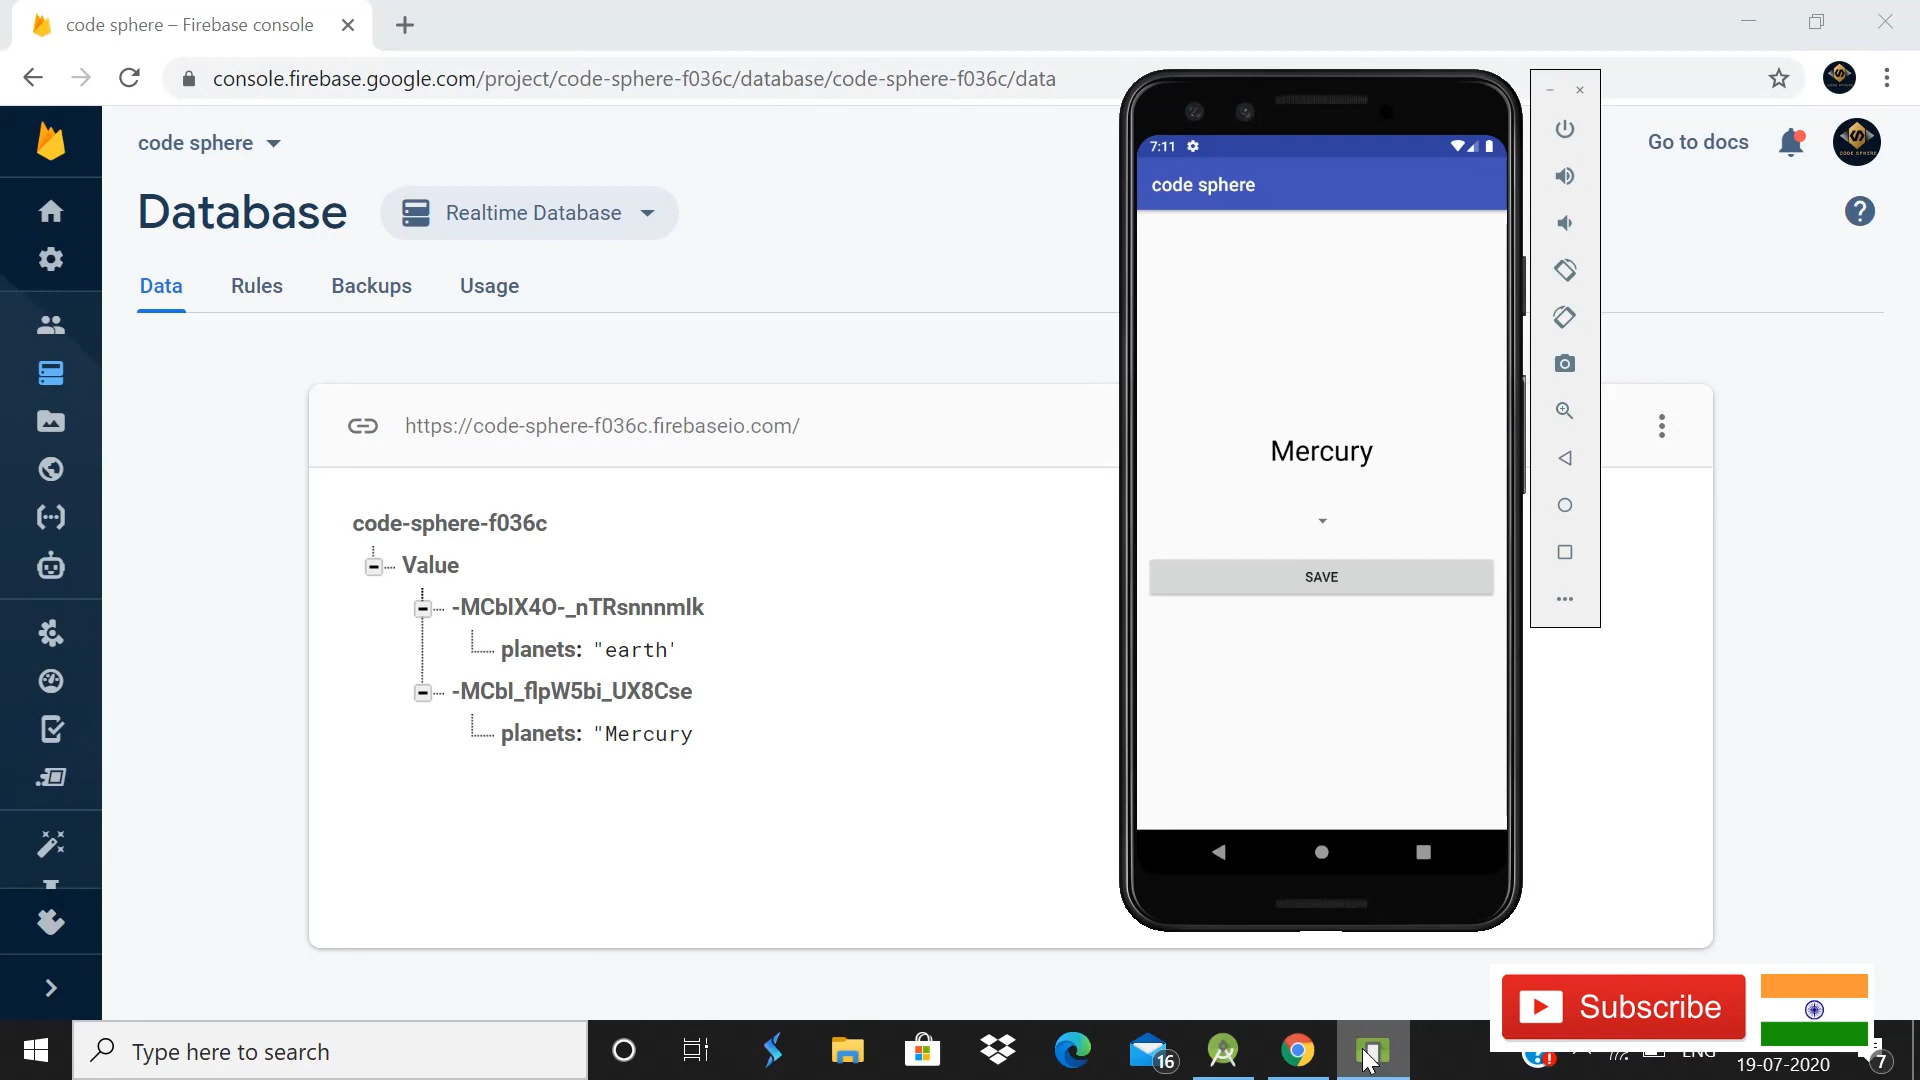 code sphere – Firebase console
console.firebase.google.com/project/code-sphere-f036c/database/code-sphere-f036c/data
code sphere
Go to docs
Database
Realtime Database
Data
Rules
Backups
Usage
https://code-sphere-f036c.firebaseio.com/
code-sphere-f036c
Value
-MCbIX4O-_nTRsnnnmIk
planets: "earth'
-MCbI_flpW5bi_UX8Cse
planets: "Mercury
7:11
code sphere
Mercury
SAVE
Subscribe
Type here to search
16
ENG
19-07-2020
7